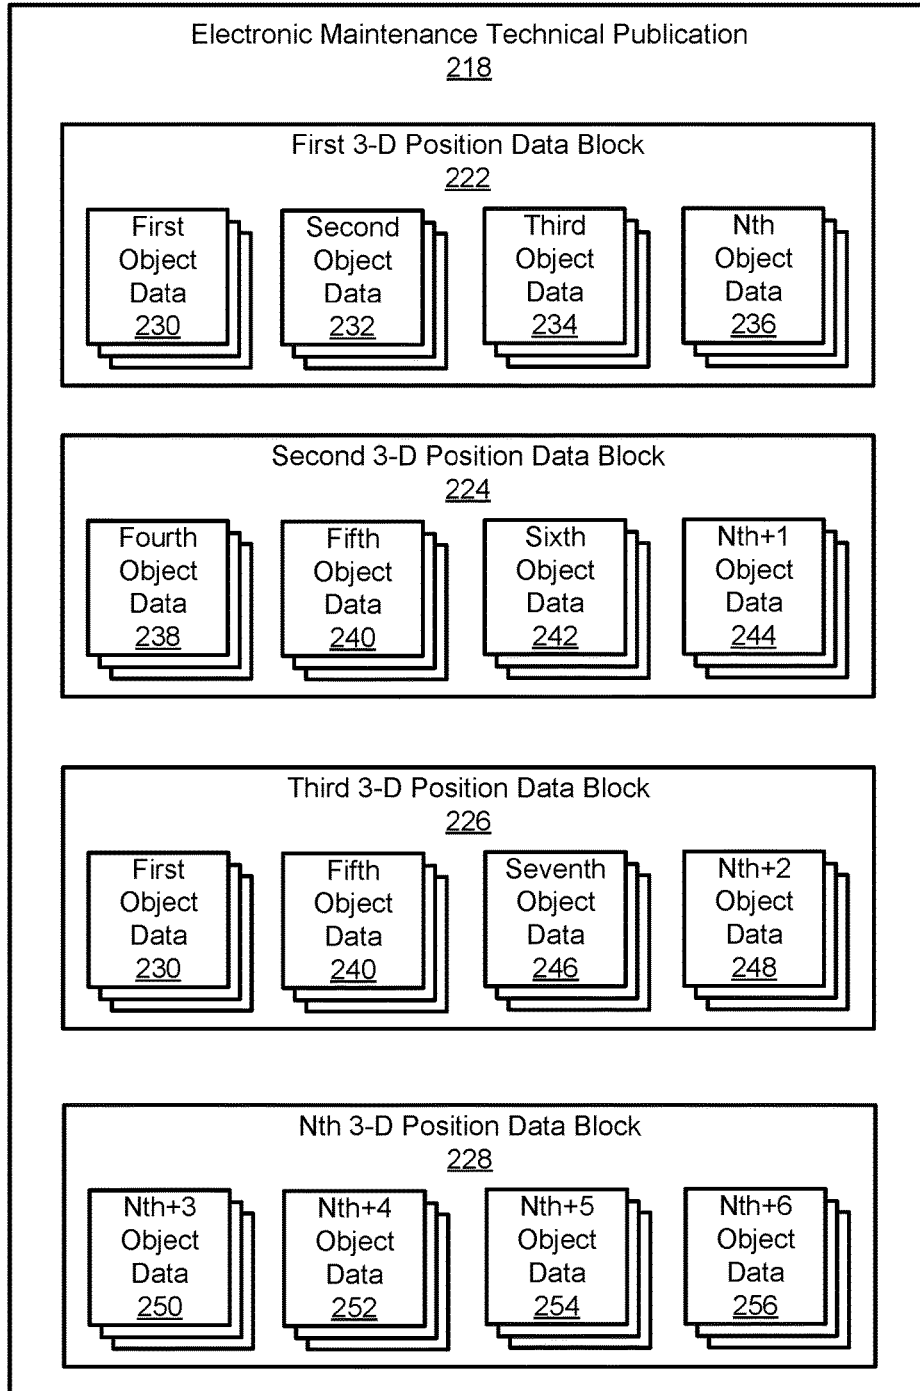 Electronic Maintenance Technical Publication
218
First 3-D Position Data Block
222
First
Object
Data
230
Second
Object
Data
232
Third
Object
Data
234
Nth
Object
Data
236
Second 3-D Position Data Block
224
Fourth
Object
Data
238
Fifth
Object
Data
240
Sixth
Object
Data
242
Nth+1
Object
Data
244
Third 3-D Position Data Block
226
First
Object
Data
230
Fifth
Object
Data
240
Seventh
Object
Data
246
Nth+2
Object
Data
248
Nth 3-D Position Data Block
228
Nth+3
Object
Data
250
Nth+4
Object
Data
252
Nth+5
Object
Data
254
Nth+6
Object
Data
256